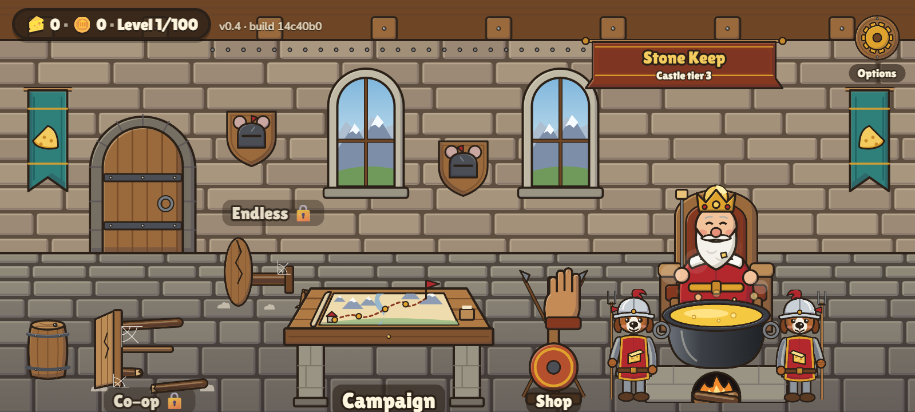 0 · 0 · Level 1/100
v0.4 · build 14c40b0
Stone Keep
Castle tier 3
Options
Endless
Co-op
Campaign
Shop